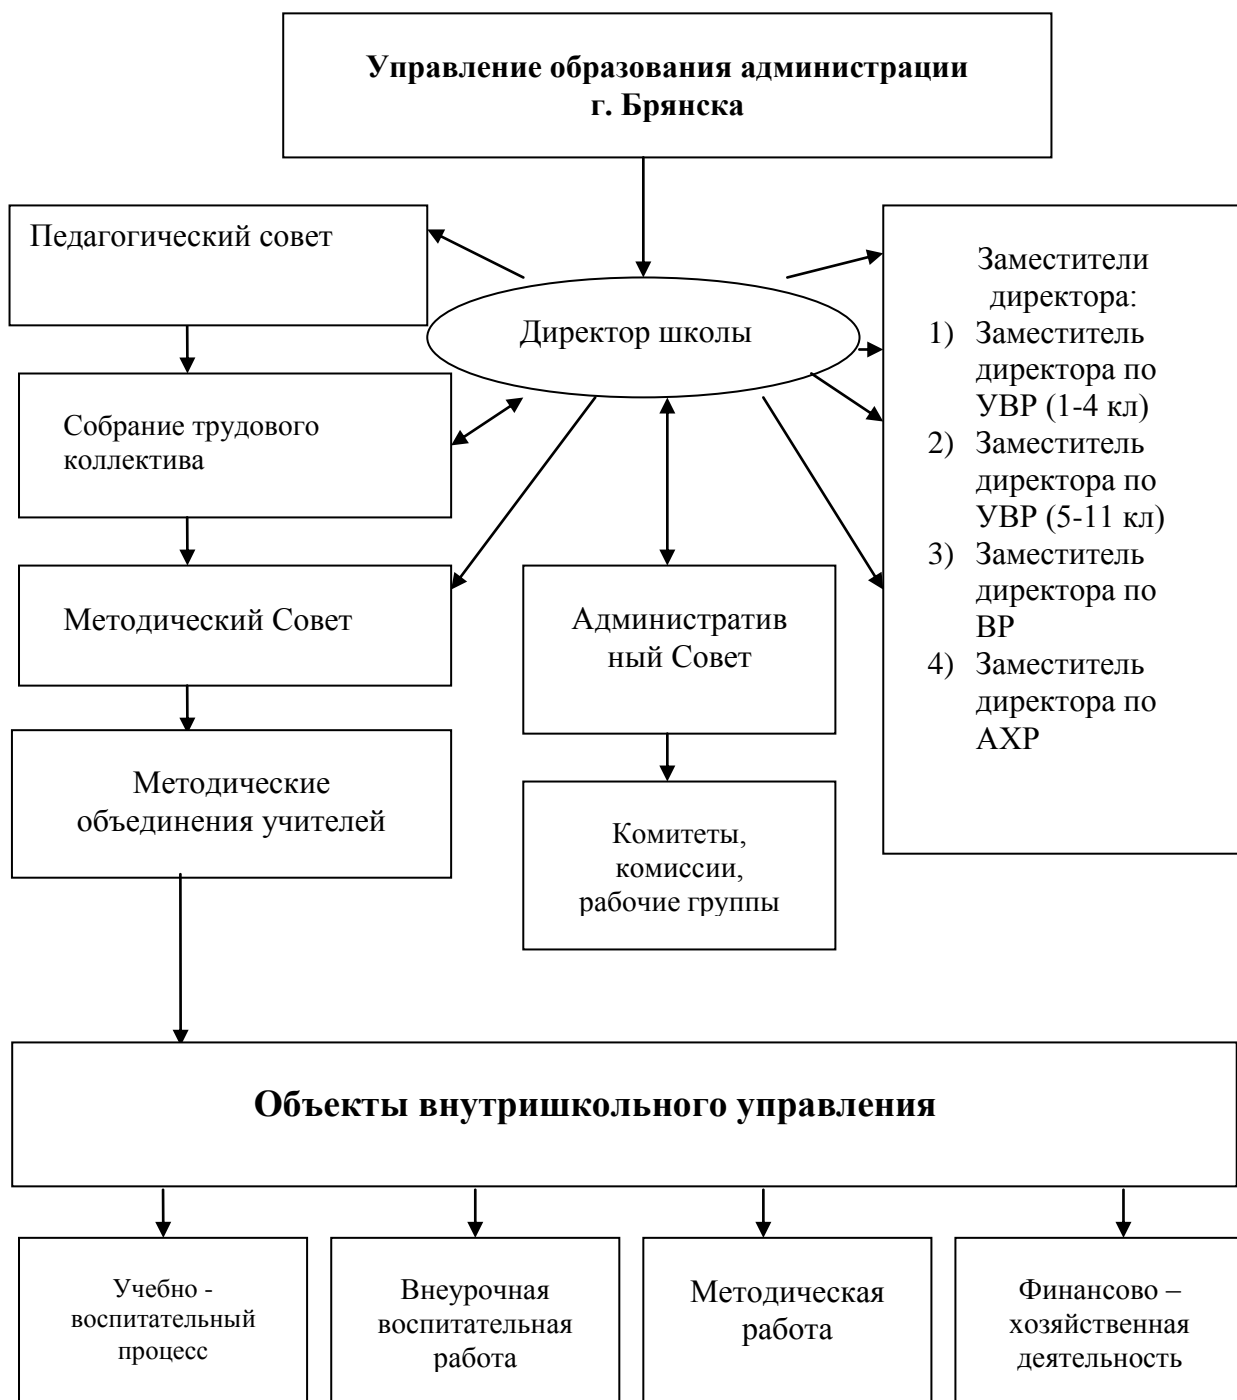 Управление образования администрации
г. Брянска
Педагогический совет
Директор школы
Собрание трудового
коллектива
Методический Совет
Методические
объединения учителей
Административ
ный Совет
Комитеты,
комиссии,
рабочие группы
Заместители
директора:
1) Заместитель
директора по
УВР (1-4 кл)
2) Заместитель
директора по
УВР (5-11 кл)
3) Заместитель
директора по
ВР
4) Заместитель
директора по
АХР
Объекты внутришкольного управления
Учебно -
воспитательный
процесс
Внеурочная
воспитательная
работа
Методическая
работа
Финансово –
хозяйственная
деятельность